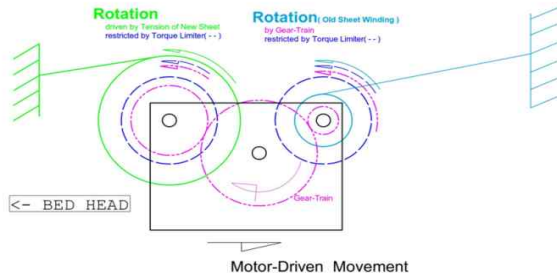 Rotation
driven by Tension of New Sheet
restricted by Torque Limiter(--)
Rotation( Old Sheet Winding )
by Gear-Train
restricted by Torque Limiter(--)
Gear-Train
<- BED HEAD
Motor-Driven Movement